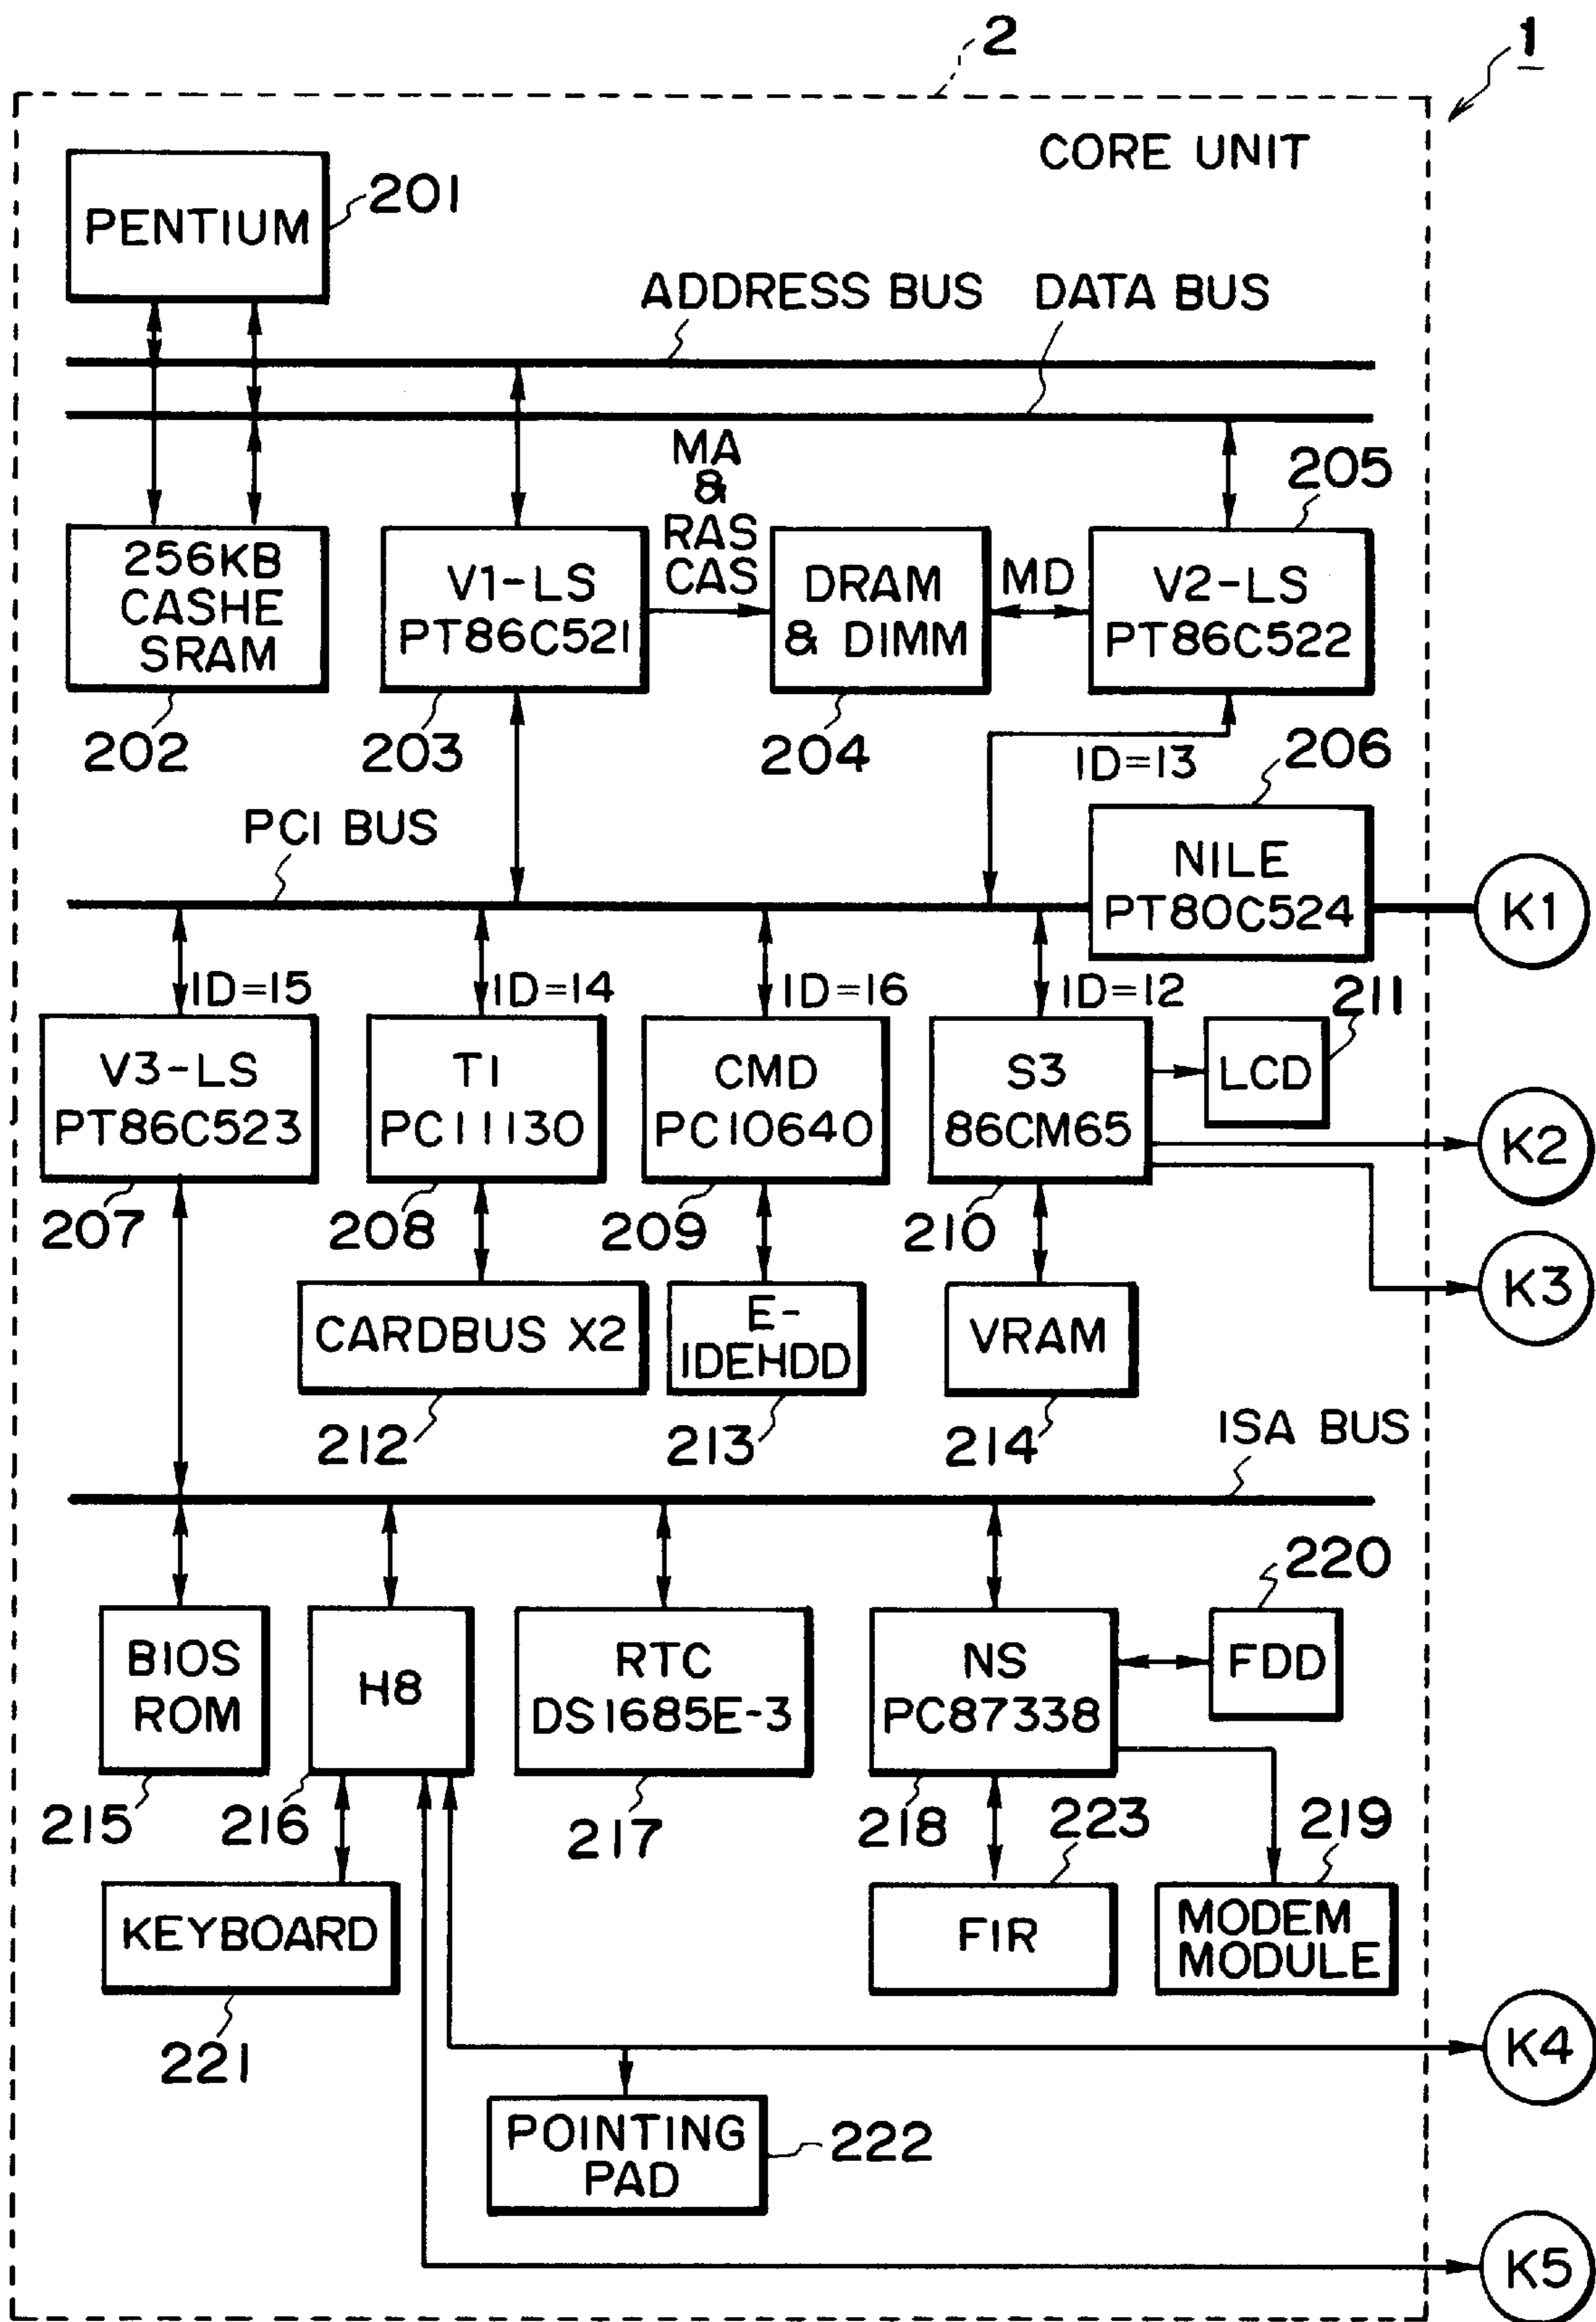 2
1
CORE UNIT
PENTIUM
201
ADDRESS BUS
DATA BUS
MA
&
RAS
CAS
205
256KB
CASHE
SRAM
V1-LS
PT86C521
DRAM
& DIMM
MD
V2-LS
PT86C522
202
203
204
ID=13
206
PCI BUS
NILE
PT80C524
K1
ID=15
ID=14
ID=16
ID=12
211
V3-LS
PT86C523
TI
PCI1130
CMD
PCI0640
S3
86CM65
LCD
K2
207
208
209
210
K3
CARDBUS X2
E-
IDEHDD
VRAM
212
213
214
ISA BUS
220
BIOS
ROM
H8
RTC
DS1685E-3
NS
PC87338
FDD
215
216
217
218
223
219
KEYBOARD
FIR
MODEM
MODULE
221
K4
POINTING
PAD
222
K5